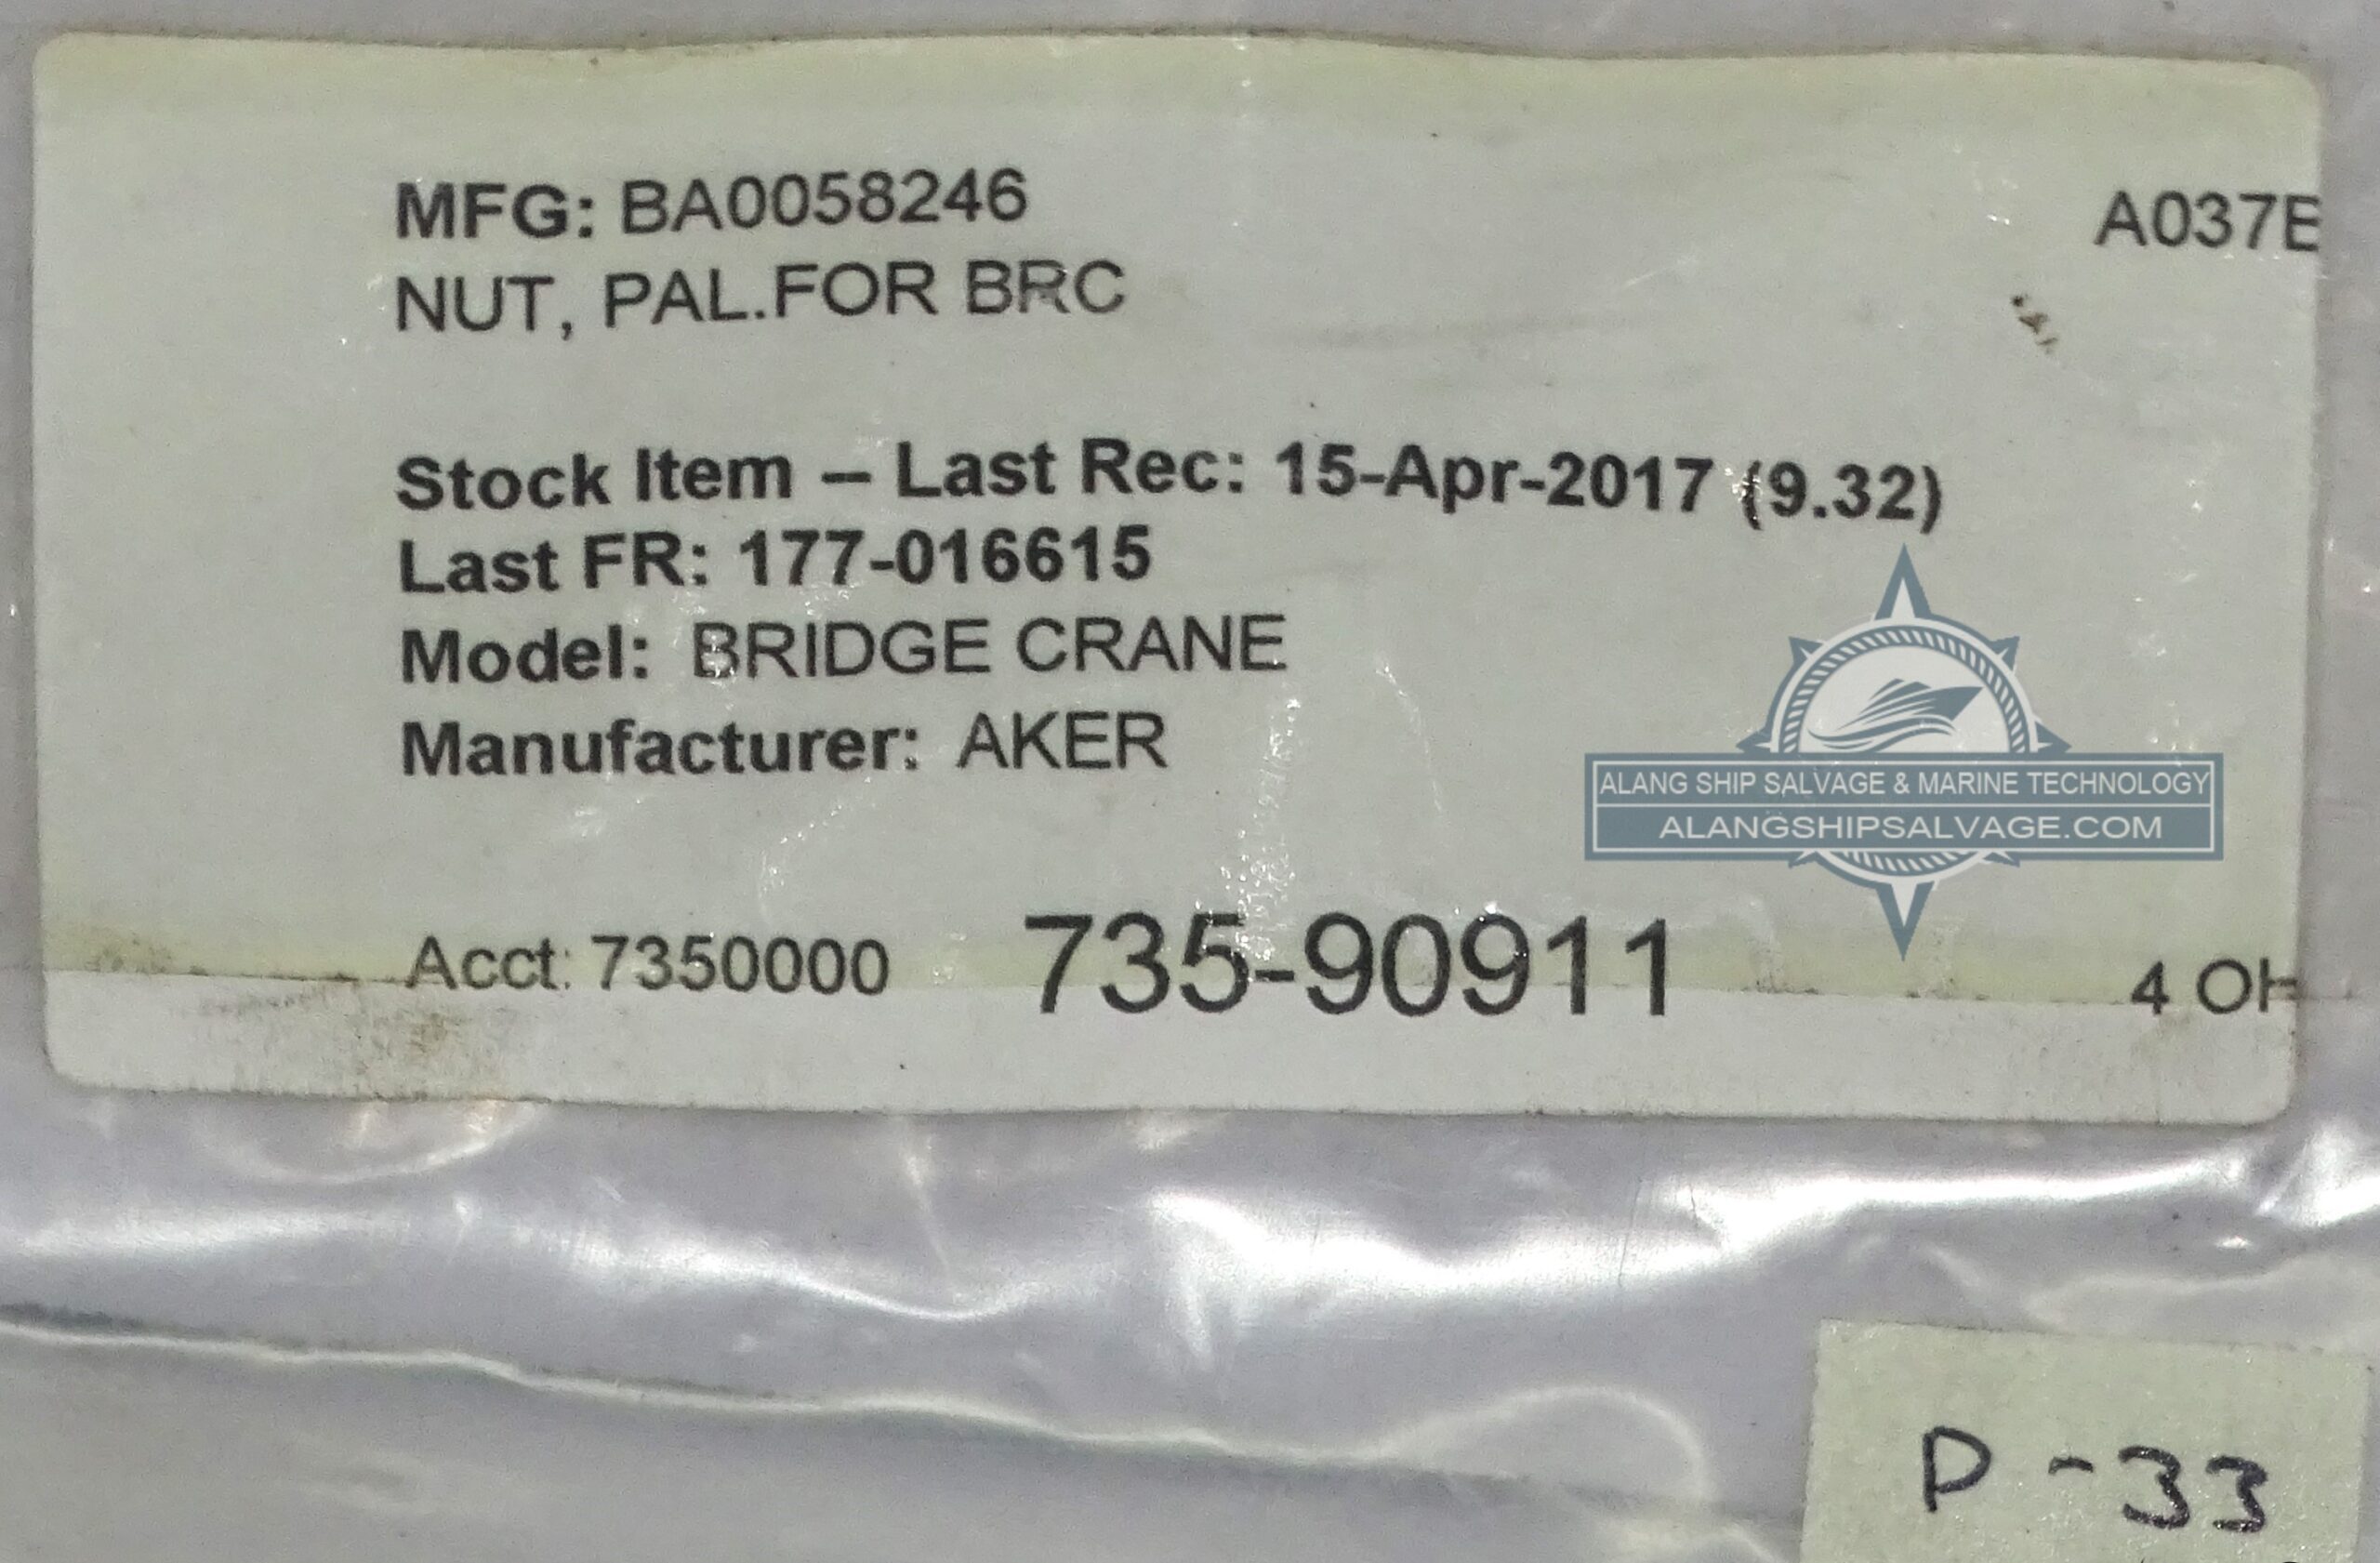 MFG: BA0058246
A037E
NUT, PAL.FOR BRC
Stock Item – Last Rec: 15-Apr-2017 (9.32)
Last FR: 177-016615
Model: BRIDGE CRANE
Manufacturer: AKER
ALANG SHIP SALVAGE & MARINE TECHNOLOGY
ALANGSHIPSALVAGE.COM
Acct: 7350000 735-90911
4 OH
P-33